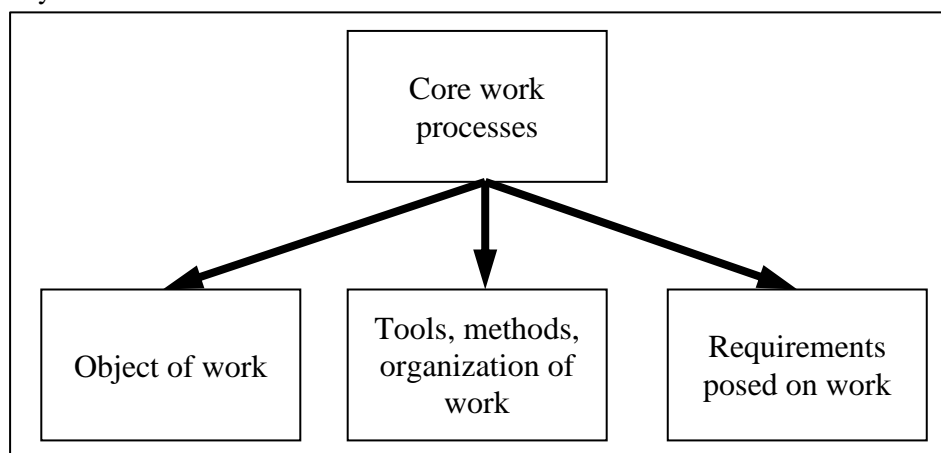 Core work
processes
Object of work
Tools, methods,
organization of
work
Requirements
posed on work